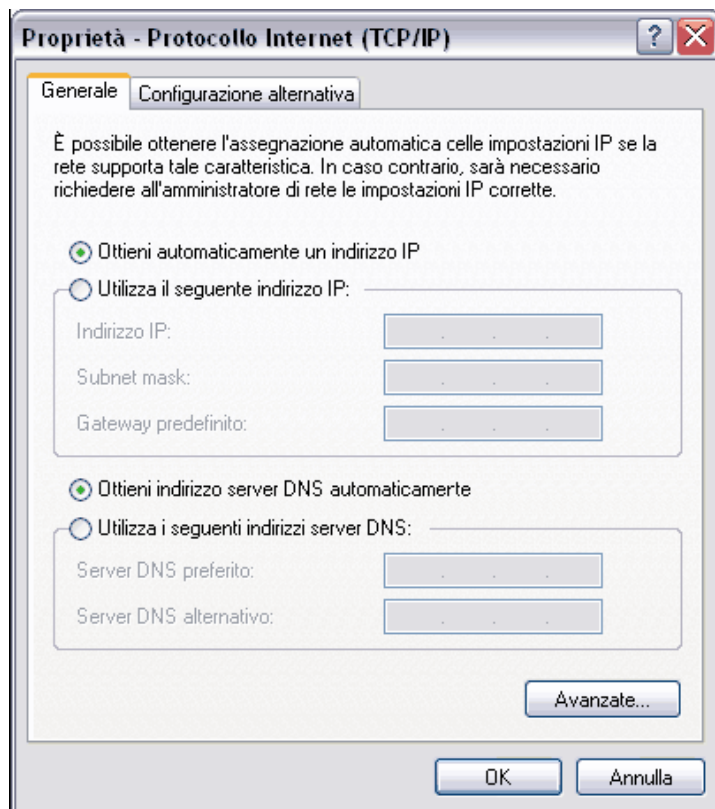 Proprietà - Protocollo Internet (TCP/IP)
Generale
Configurazione alternativa
È possibile ottenere l'assegnazione automatica celle impostazioni IP se la
rete supporta tale caratteristica. In caso contrario, sarà necessario
richiedere all'amministratore di rete le impostazioni IP corrette.
Ottieni automaticamente un indirizzo IP
Utilizza il seguente indirizzo IP:
Indirizzo IP:
Subnet mask:
Gateway predefinito:
Ottieni indirizzo server DNS automaticamerte
Utilizza i seguenti indirizzi server DNS:
Server DNS preferito:
Server DNS alternativo:
Avanzate...
OK
Annulla